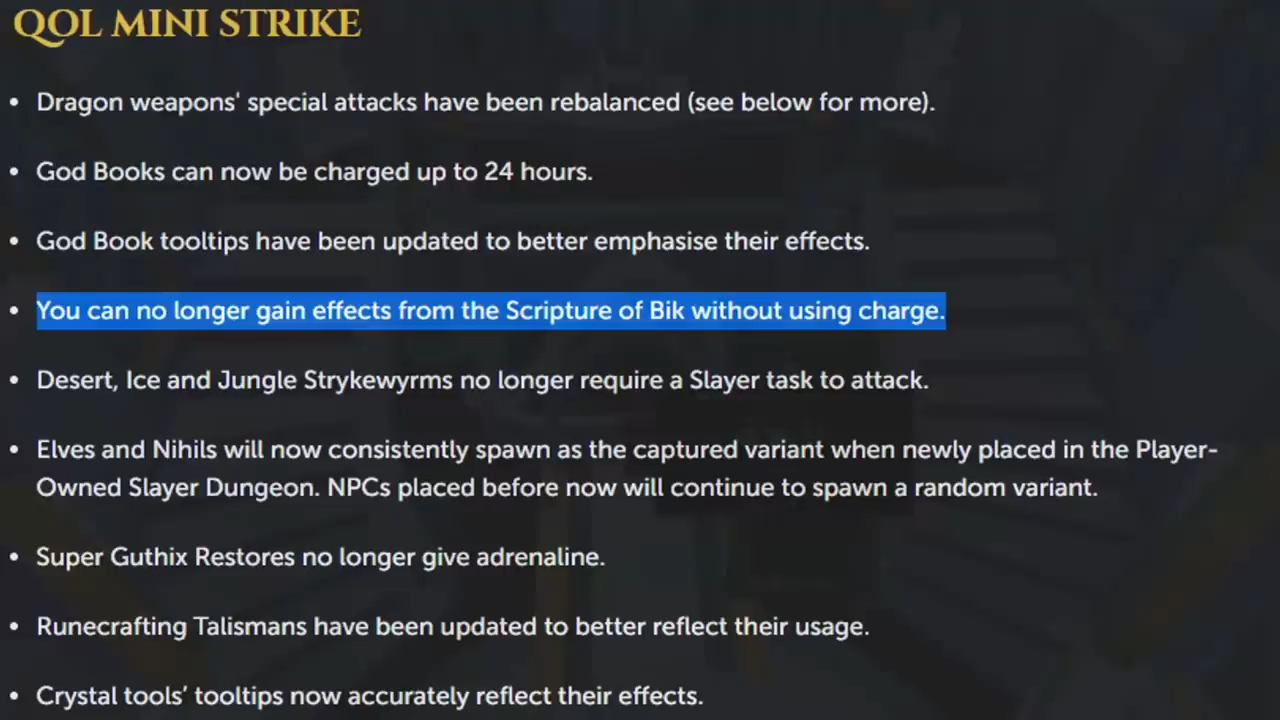 QOL MINI STRIKE
• Dragon weapons' special attacks have been rebalanced (see below for more).
• God Books can now be charged up to 24 hours.
• God Book tooltips have been updated to better emphasise their effects.
• You can no longer gain effects from the Scripture of Bik without using charge.
• Desert, Ice and Jungle Strykewyrms no longer require a Slayer task to attack.
• Elves and Nihils will now consistently spawn as the captured variant when newly placed in the Player-
Owned Slayer Dungeon. NPCs placed before now will continue to spawn a random variant.
• Super Guthix Restores no longer give adrenaline.
• Runecrafting Talismans have been updated to better reflect their usage.
• Crystal tools’ tooltips now accurately reflect their effects.